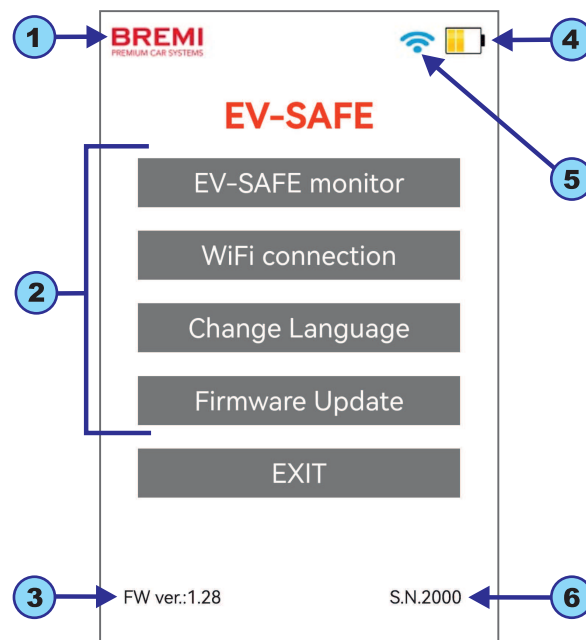 1
BREMI
PREMIUM CAR SYSTEMS
4
EV-SAFE
EV-SAFE monitor
5
WiFi connection
2
Change Language
Firmware Update
EXIT
3
FW ver.:1.28
S.N.2000
6